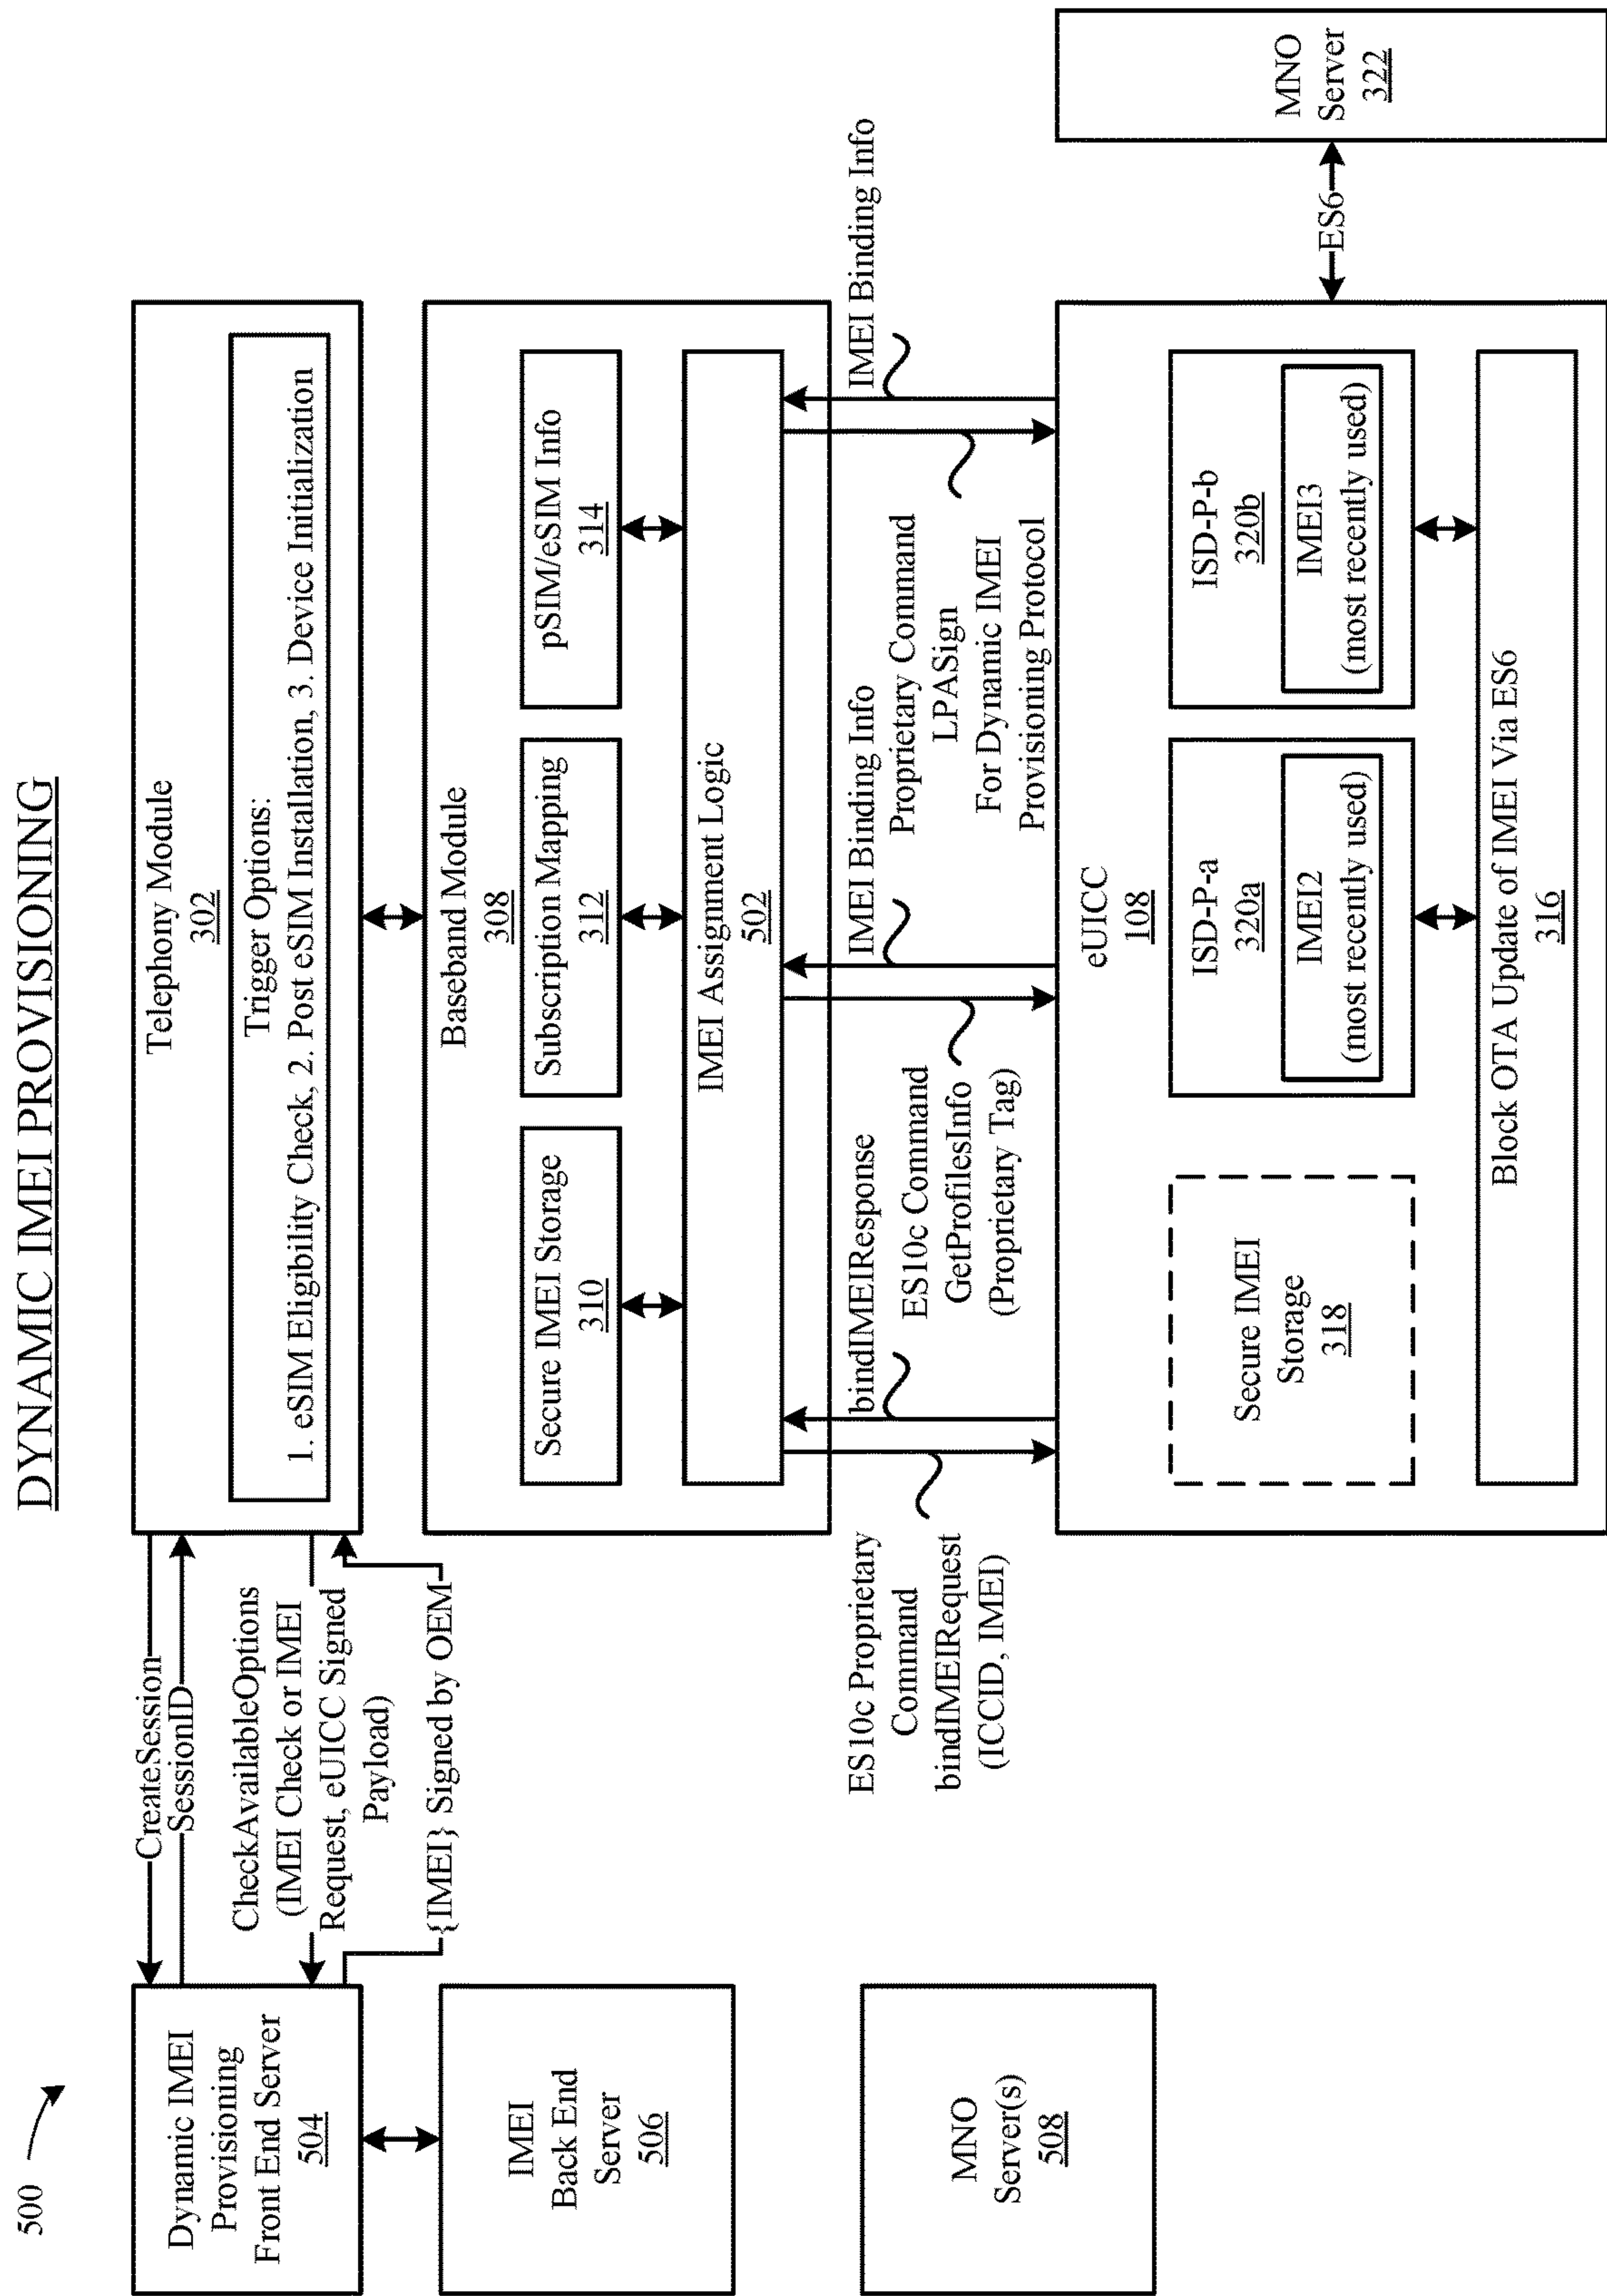 DYNAMIC IMEI PROVISIONING
500
Dynamic IMEI
Provisioning
Front End Server
504
CreateSession
SessionID
CheckAvailableOptions
(IMEI Check or IMEI
Request, eUICC Signed
Payload)
{IMEI} Signed by OEM
Telephony Module
302
Trigger Options:
1. eSIM Eligibility Check, 2. Post eSIM Installation, 3. Device Initialization
IMEI
Back End
Server
506
Baseband Module
308
Secure IMEI Storage
310
Subscription Mapping
312
pSIM/eSIM Info
314
IMEI Assignment Logic
502
MNO
Server(s)
508
ES10c Proprietary
Command
bindIMEIRequest
(ICCID, IMEI)
bindIMEIResponse
ES10c Command
GetProfilesInfo
(Proprietary Tag)
IMEI Binding Info
Proprietary Command
LPASign
For Dynamic IMEI
Provisioning Protocol
IMEI Binding Info
eUICC
108
Secure IMEI
Storage
318
ISD-P-a
320a
IMEI2
(most recently used)
ISD-P-b
320b
IMEI3
(most recently used)
Block OTA Update of IMEI Via ES6
316
ES6
MNO
Server
322